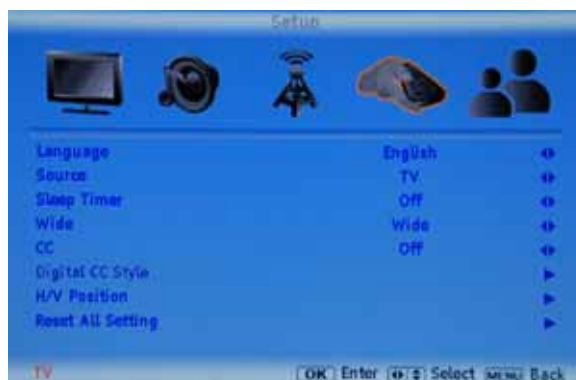 Setup
Language English
Source TV
Sleep Timer Off
Wide Wide
CC Off
Digital CC Style
H/V Position
Reset All Setting
TV OK Enter Select MENU Back